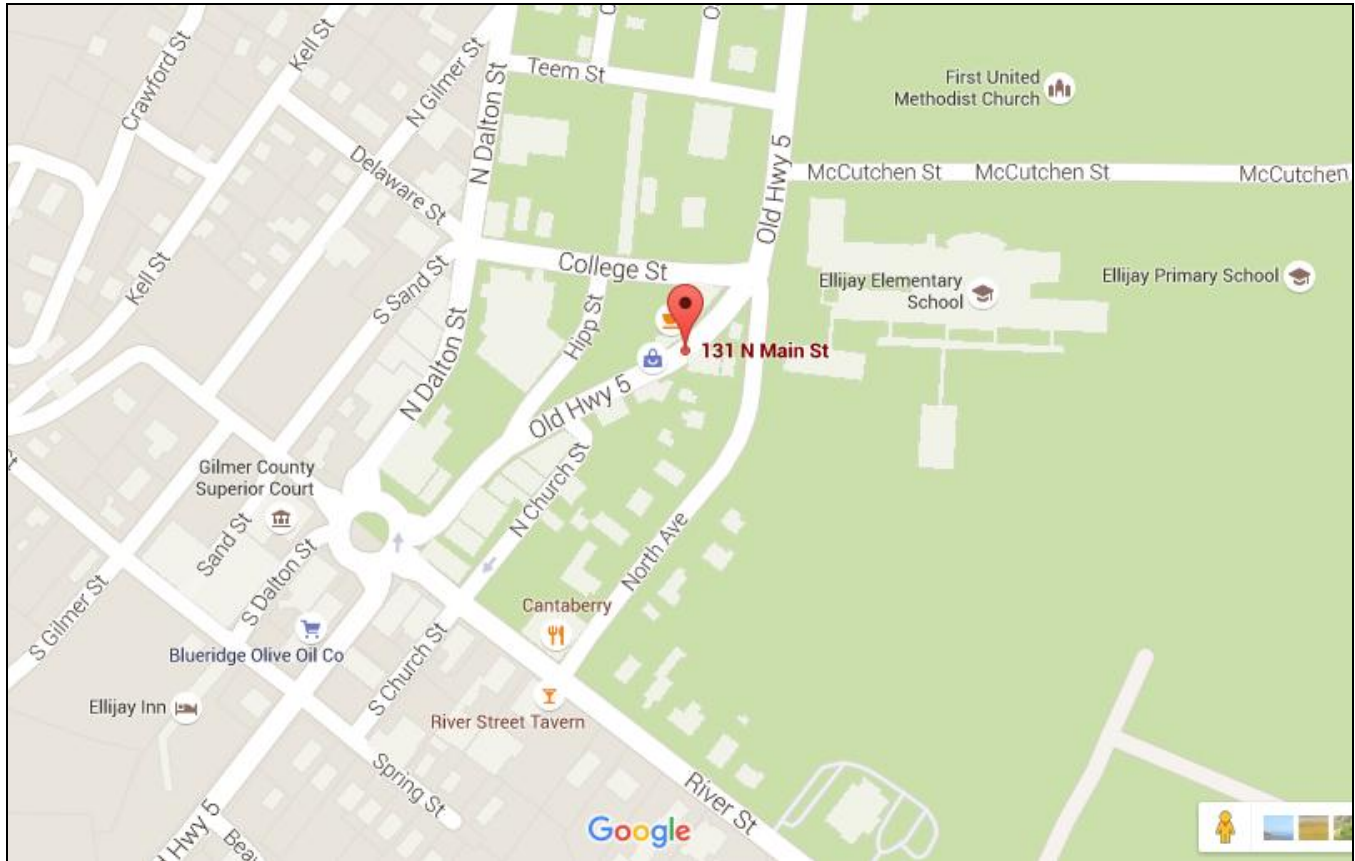 Crawford St
Kell St
N Gilmer St
N Dalton St
Teem St
First United
Methodist Church
Delaware St
Old Hwy 5
McCutchen St
McCutchen St
McCutchen
Kell St
S Sand St
College St
Ellijay Elementary
School
Ellijay Primary School
Hipp St
131 N Main St
N Dalton St
Old Hwy 5
Gilmer County
Superior Court
N Church St
Sand St
S Dalton St
North Ave
S Gilmer St
Cantaberry
Blueridge Olive Oil Co
S Church St
Ellijay Inn
River Street Tavern
Spring St
River St
Hwy 5
Google